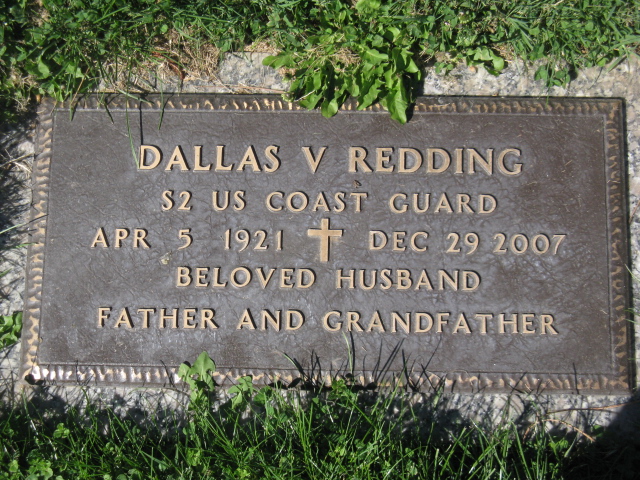 DALLAS V REDDING
S2 US COAST GUARD
APR 5 1921 DEC 29 2007
BELOVED HUSBAND
FATHER AND GRANDFATHER